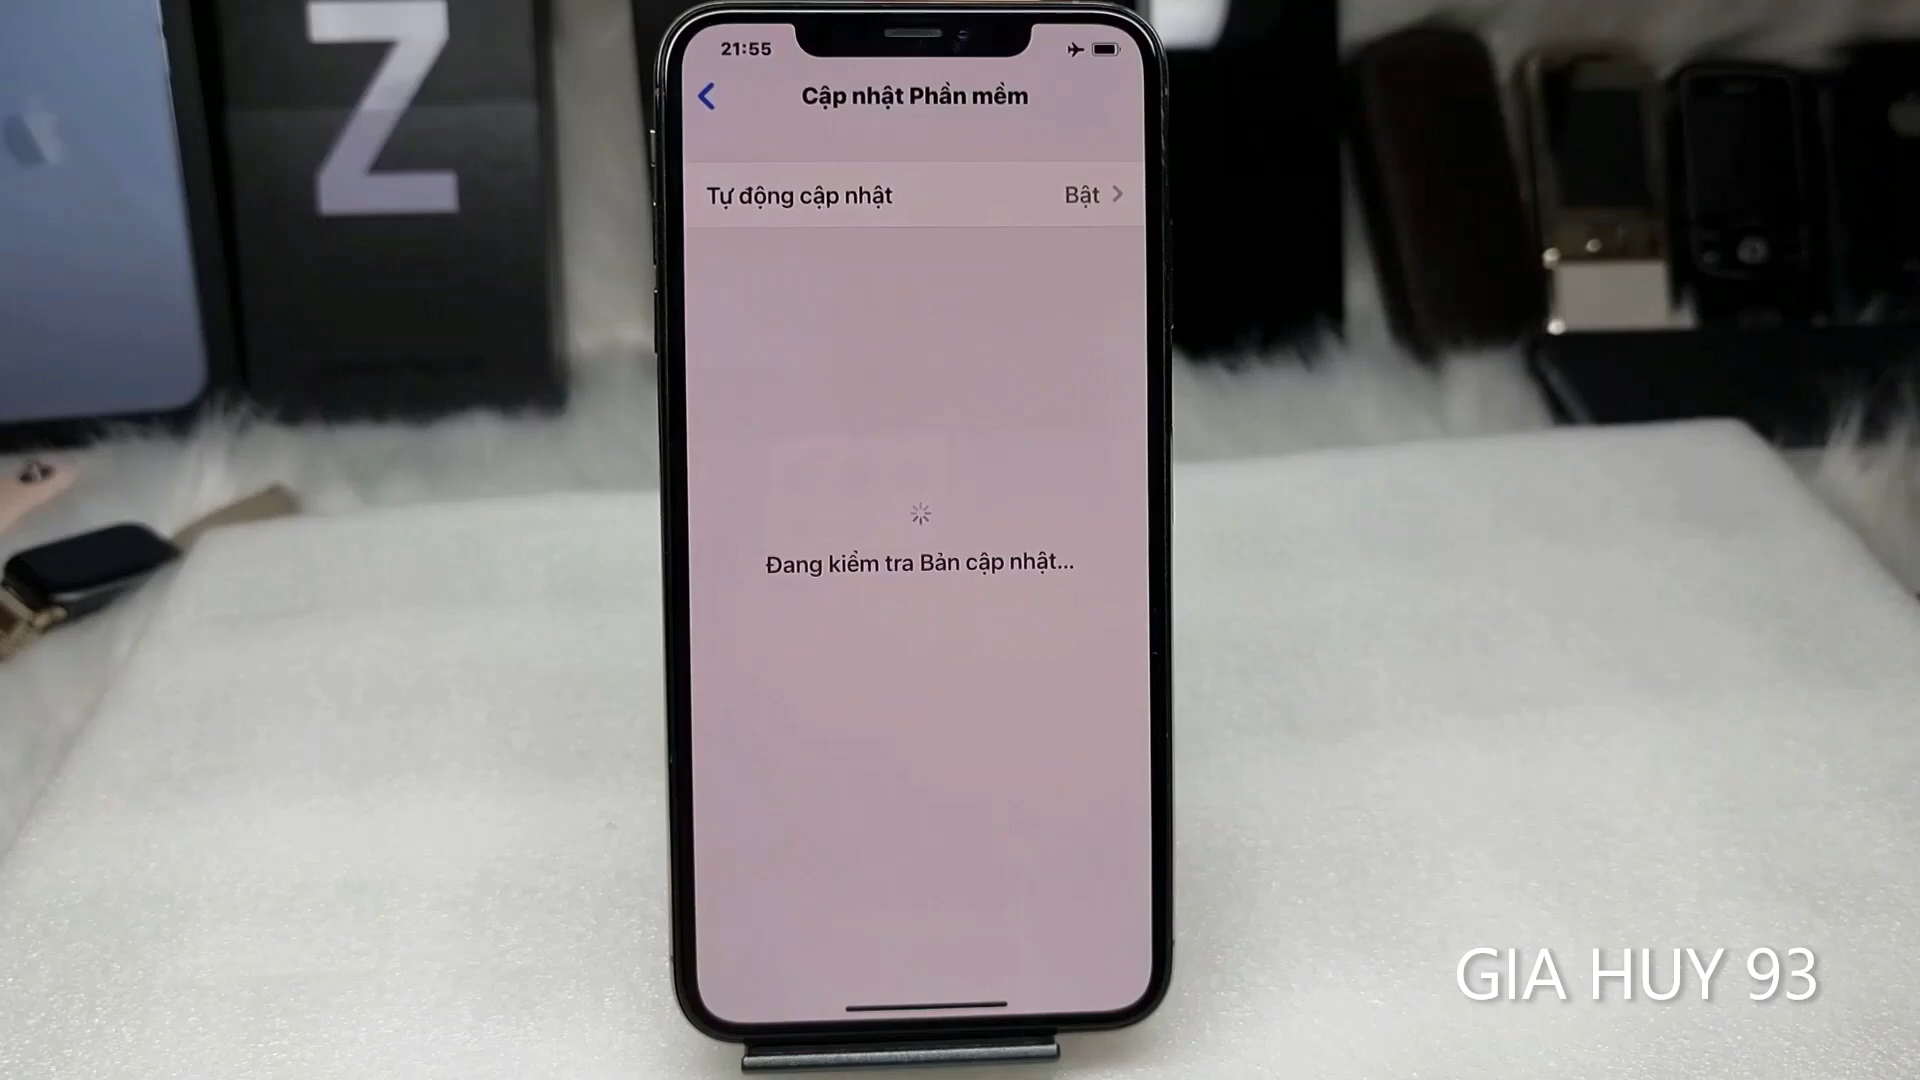 Z
21:55
Cập nhật Phần mềm
Tự động cập nhật Bật
Đang kiểm tra Bản cập nhật...
GIA HUY 93